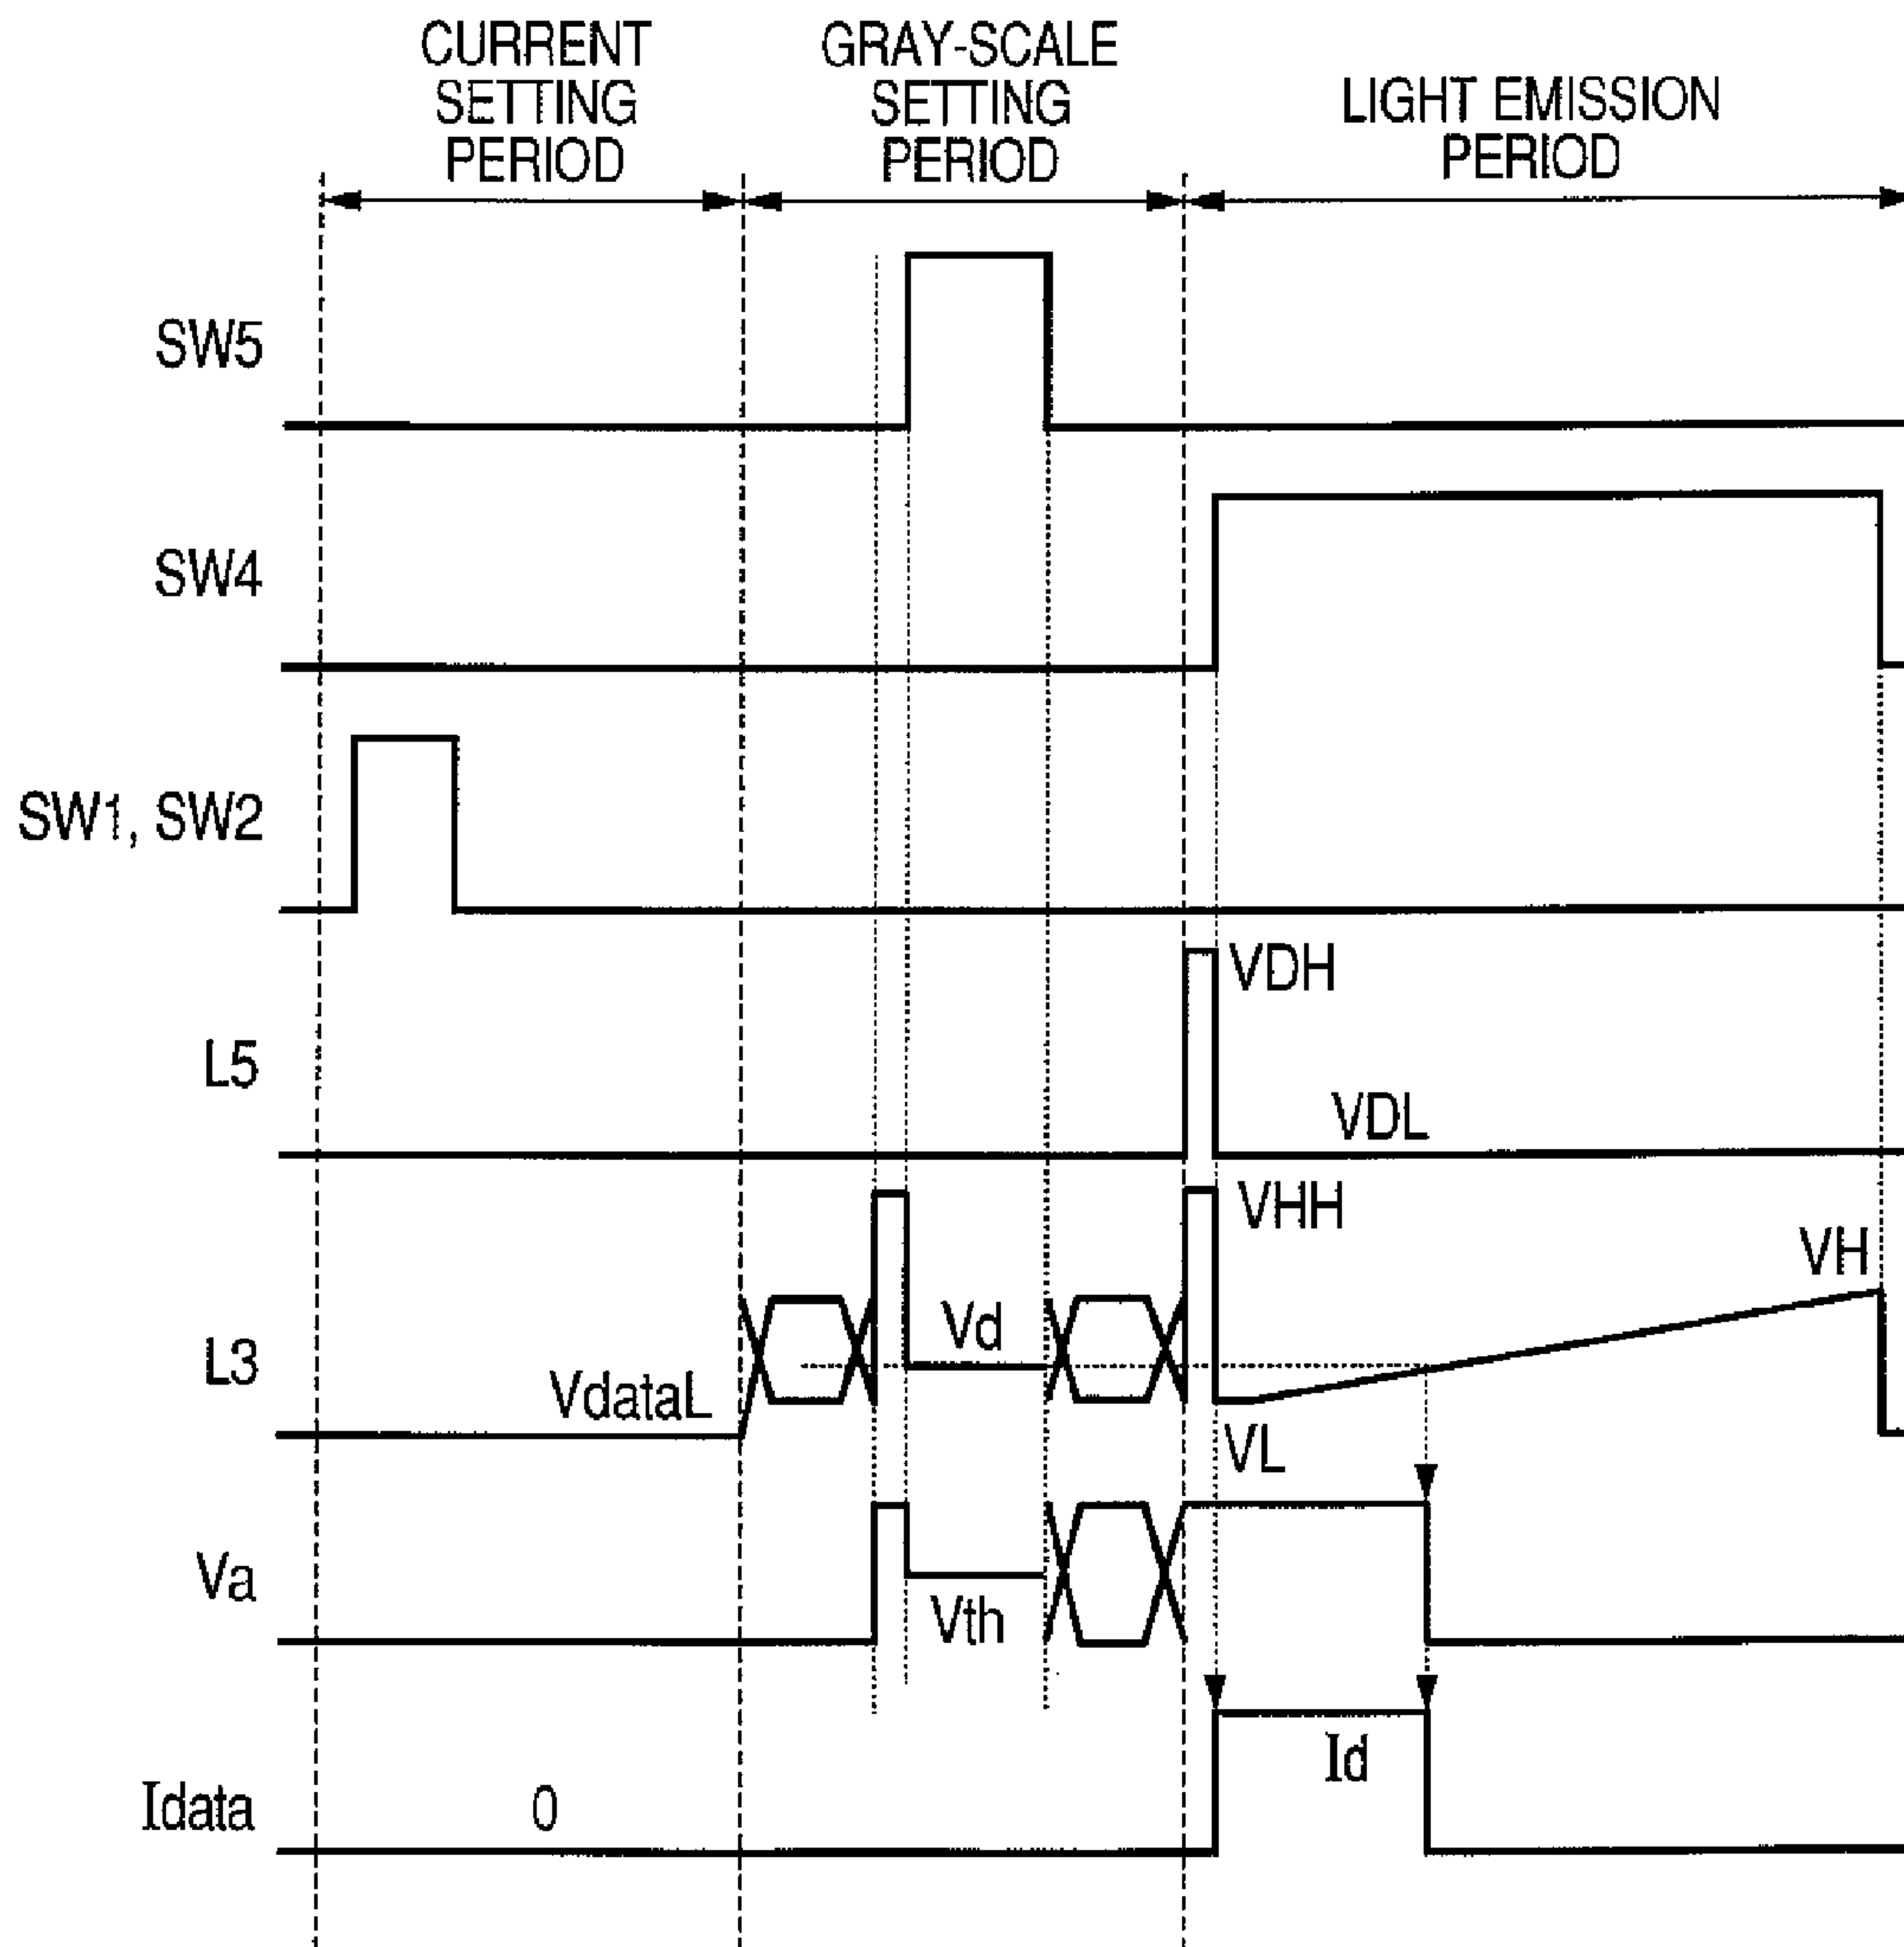 CURRENT
SETTING
PERIOD
GRAY-SCALE
SETTING
PERIOD
LIGHT EMISSION
PERIOD
SW5
SW4
SW1, SW2
VDH
L5
VDL
VHH
VH
Vd
L3
VdataL
VL
Va
Vth
Id
Idata
0